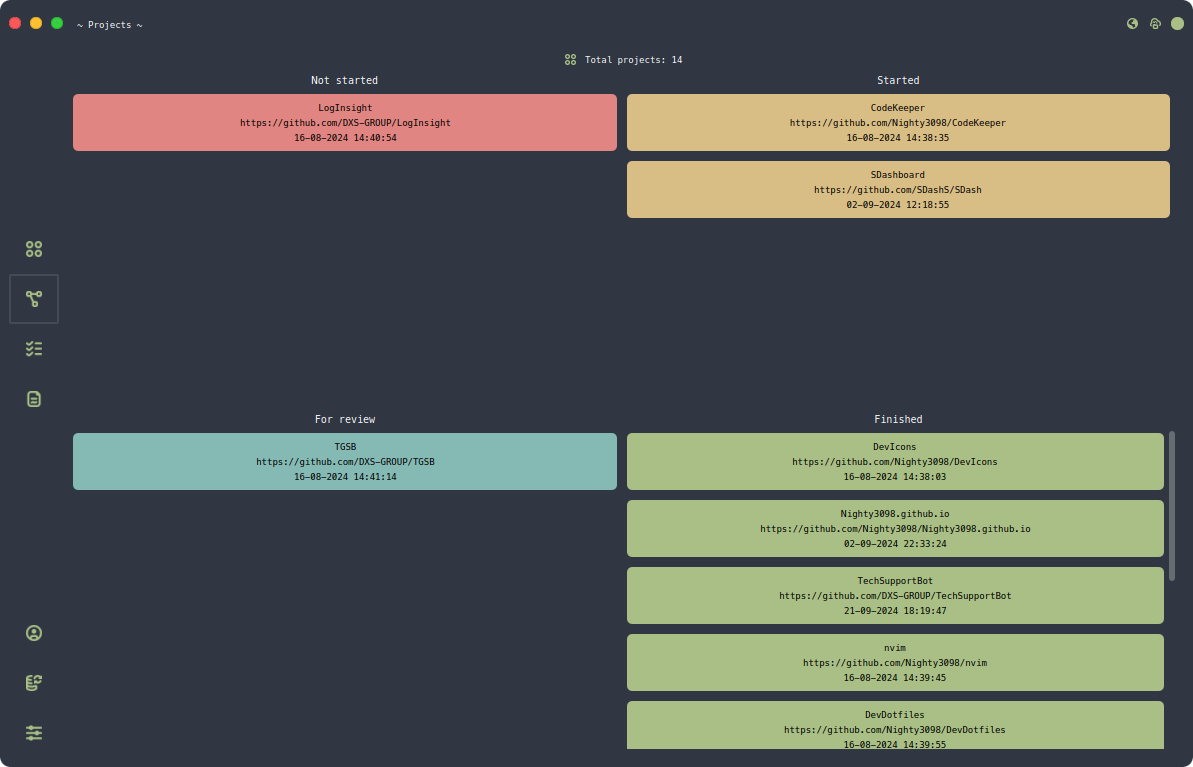 ~ Projects ~
Total projects: 14
Not started
LogInsight
https://github.com/DXS-GROUP/LogInsight
16-08-2024 14:40:54
Started
CodeKeeper
https://github.com/Nighty3098/CodeKeeper
16-08-2024 14:38:35
SDashboard
https://github.com/SDashS/SDash
02-09-2024 12:18:55
For review
TGSB
https://github.com/DXS-GROUP/TGSB
16-08-2024 14:41:14
Finished
DevIcons
https://github.com/Nighty3098/DevIcons
16-08-2024 14:38:03
Nighty3098.github.io
https://github.com/Nighty3098/Nighty3098.github.io
02-09-2024 22:33:24
TechSupportBot
https://github.com/DXS-GROUP/TechSupportBot
21-09-2024 18:19:47
nvim
https://github.com/Nighty3098/nvim
16-08-2024 14:39:45
DevDotfiles
https://github.com/Nighty3098/DevDotfiles
16-08-2024 14:39:55